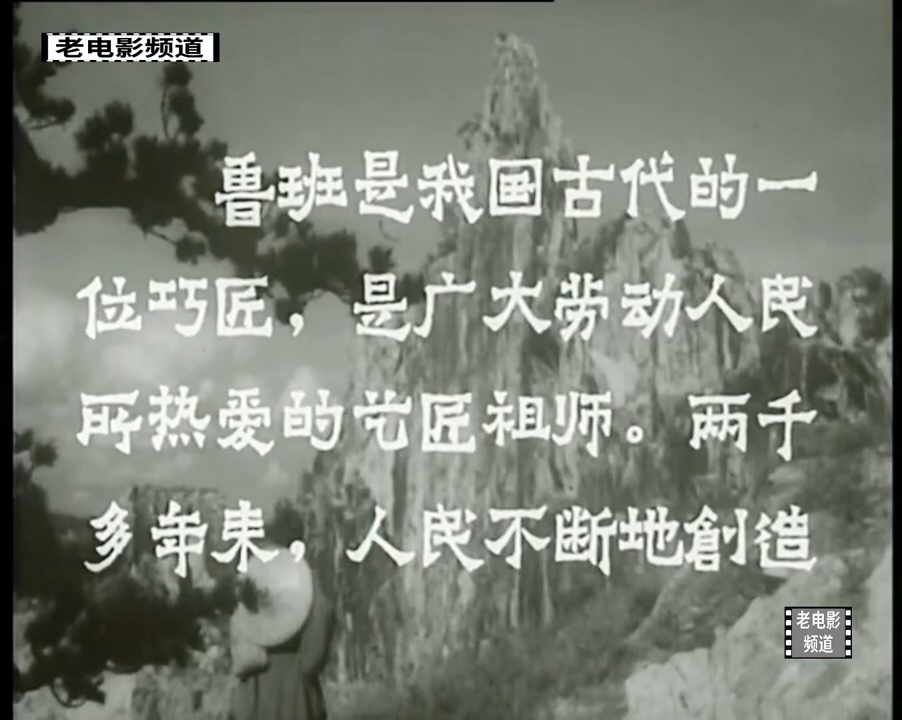 老电影频道
鲁班是我国古代的一
位巧匠，是广大劳动人民
所热爱的艺匠祖师。两千
多年来，人民不断地創造
老电影
频道